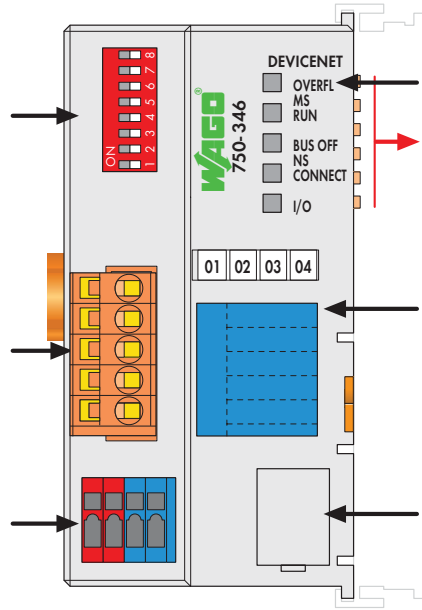 DEVICENET
OVERFL
MS
RUN
BUS OFF
NS
CONNECT
I/O
WAGO®
750-346
ON
1 2 3 4 5 6 7 8
01 02 03 04